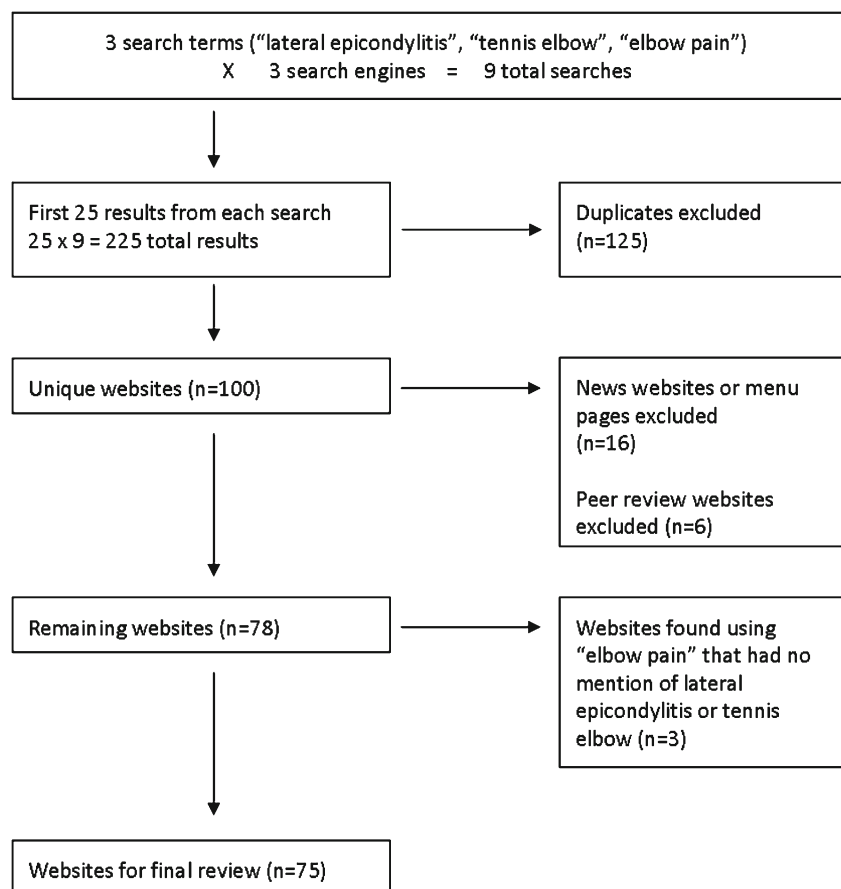 3 search terms (“lateral epicondylitis”, “tennis elbow”, “elbow pain”)
X 3 search engines = 9 total searches
First 25 results from each search
25 x 9 = 225 total results
Duplicates excluded
(n=125)
Unique websites (n=100)
News websites or menu
pages excluded
(n=16)
Peer review websites
excluded (n=6)
Remaining websites (n=78)
Websites found using
“elbow pain” that had no
mention of lateral
epicondylitis or tennis
elbow (n=3)
Websites for final review (n=75)